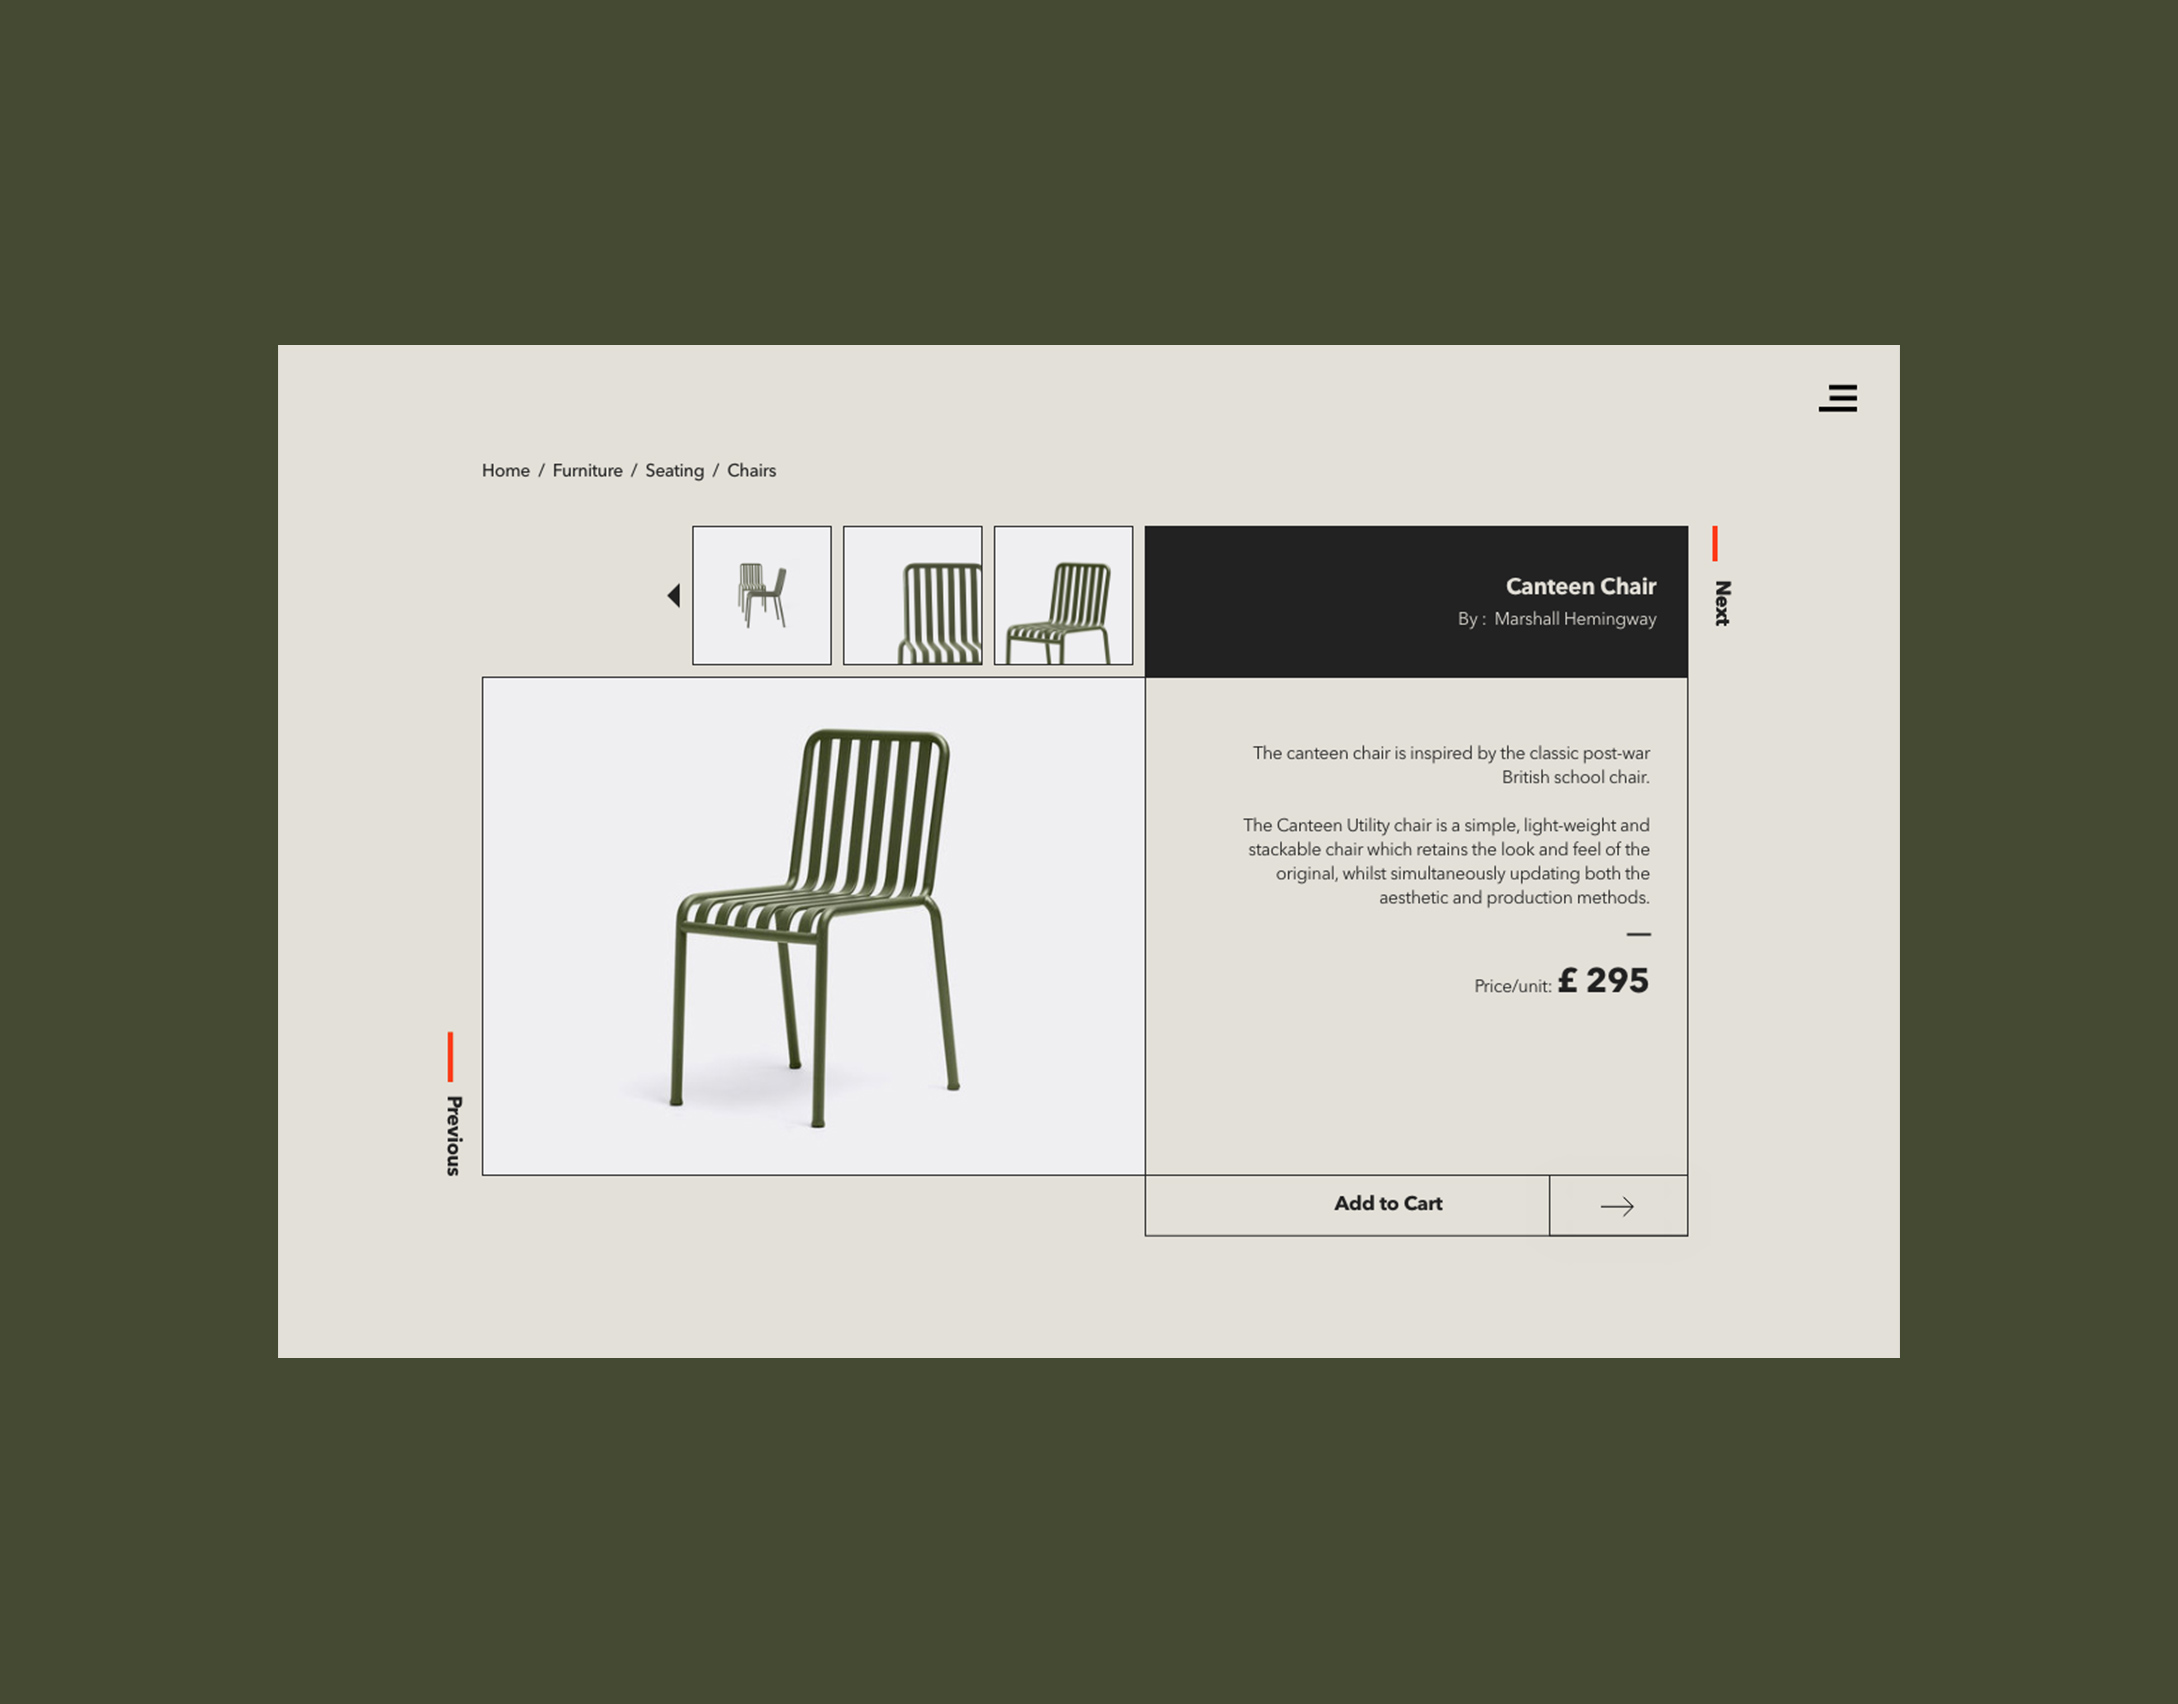 Home / Furniture / Seating / Chairs
Canteen Chair
By : Marshall Hemingway
Next
The canteen chair is inspired by the classic post-war
British school chair.
The Canteen Utility chair is a simple, light-weight and
stackable chair which retains the look and feel of the
original, whilst simultaneously updating both the
aesthetic and production methods.
Price/unit: £ 295
Previous
Add to Cart